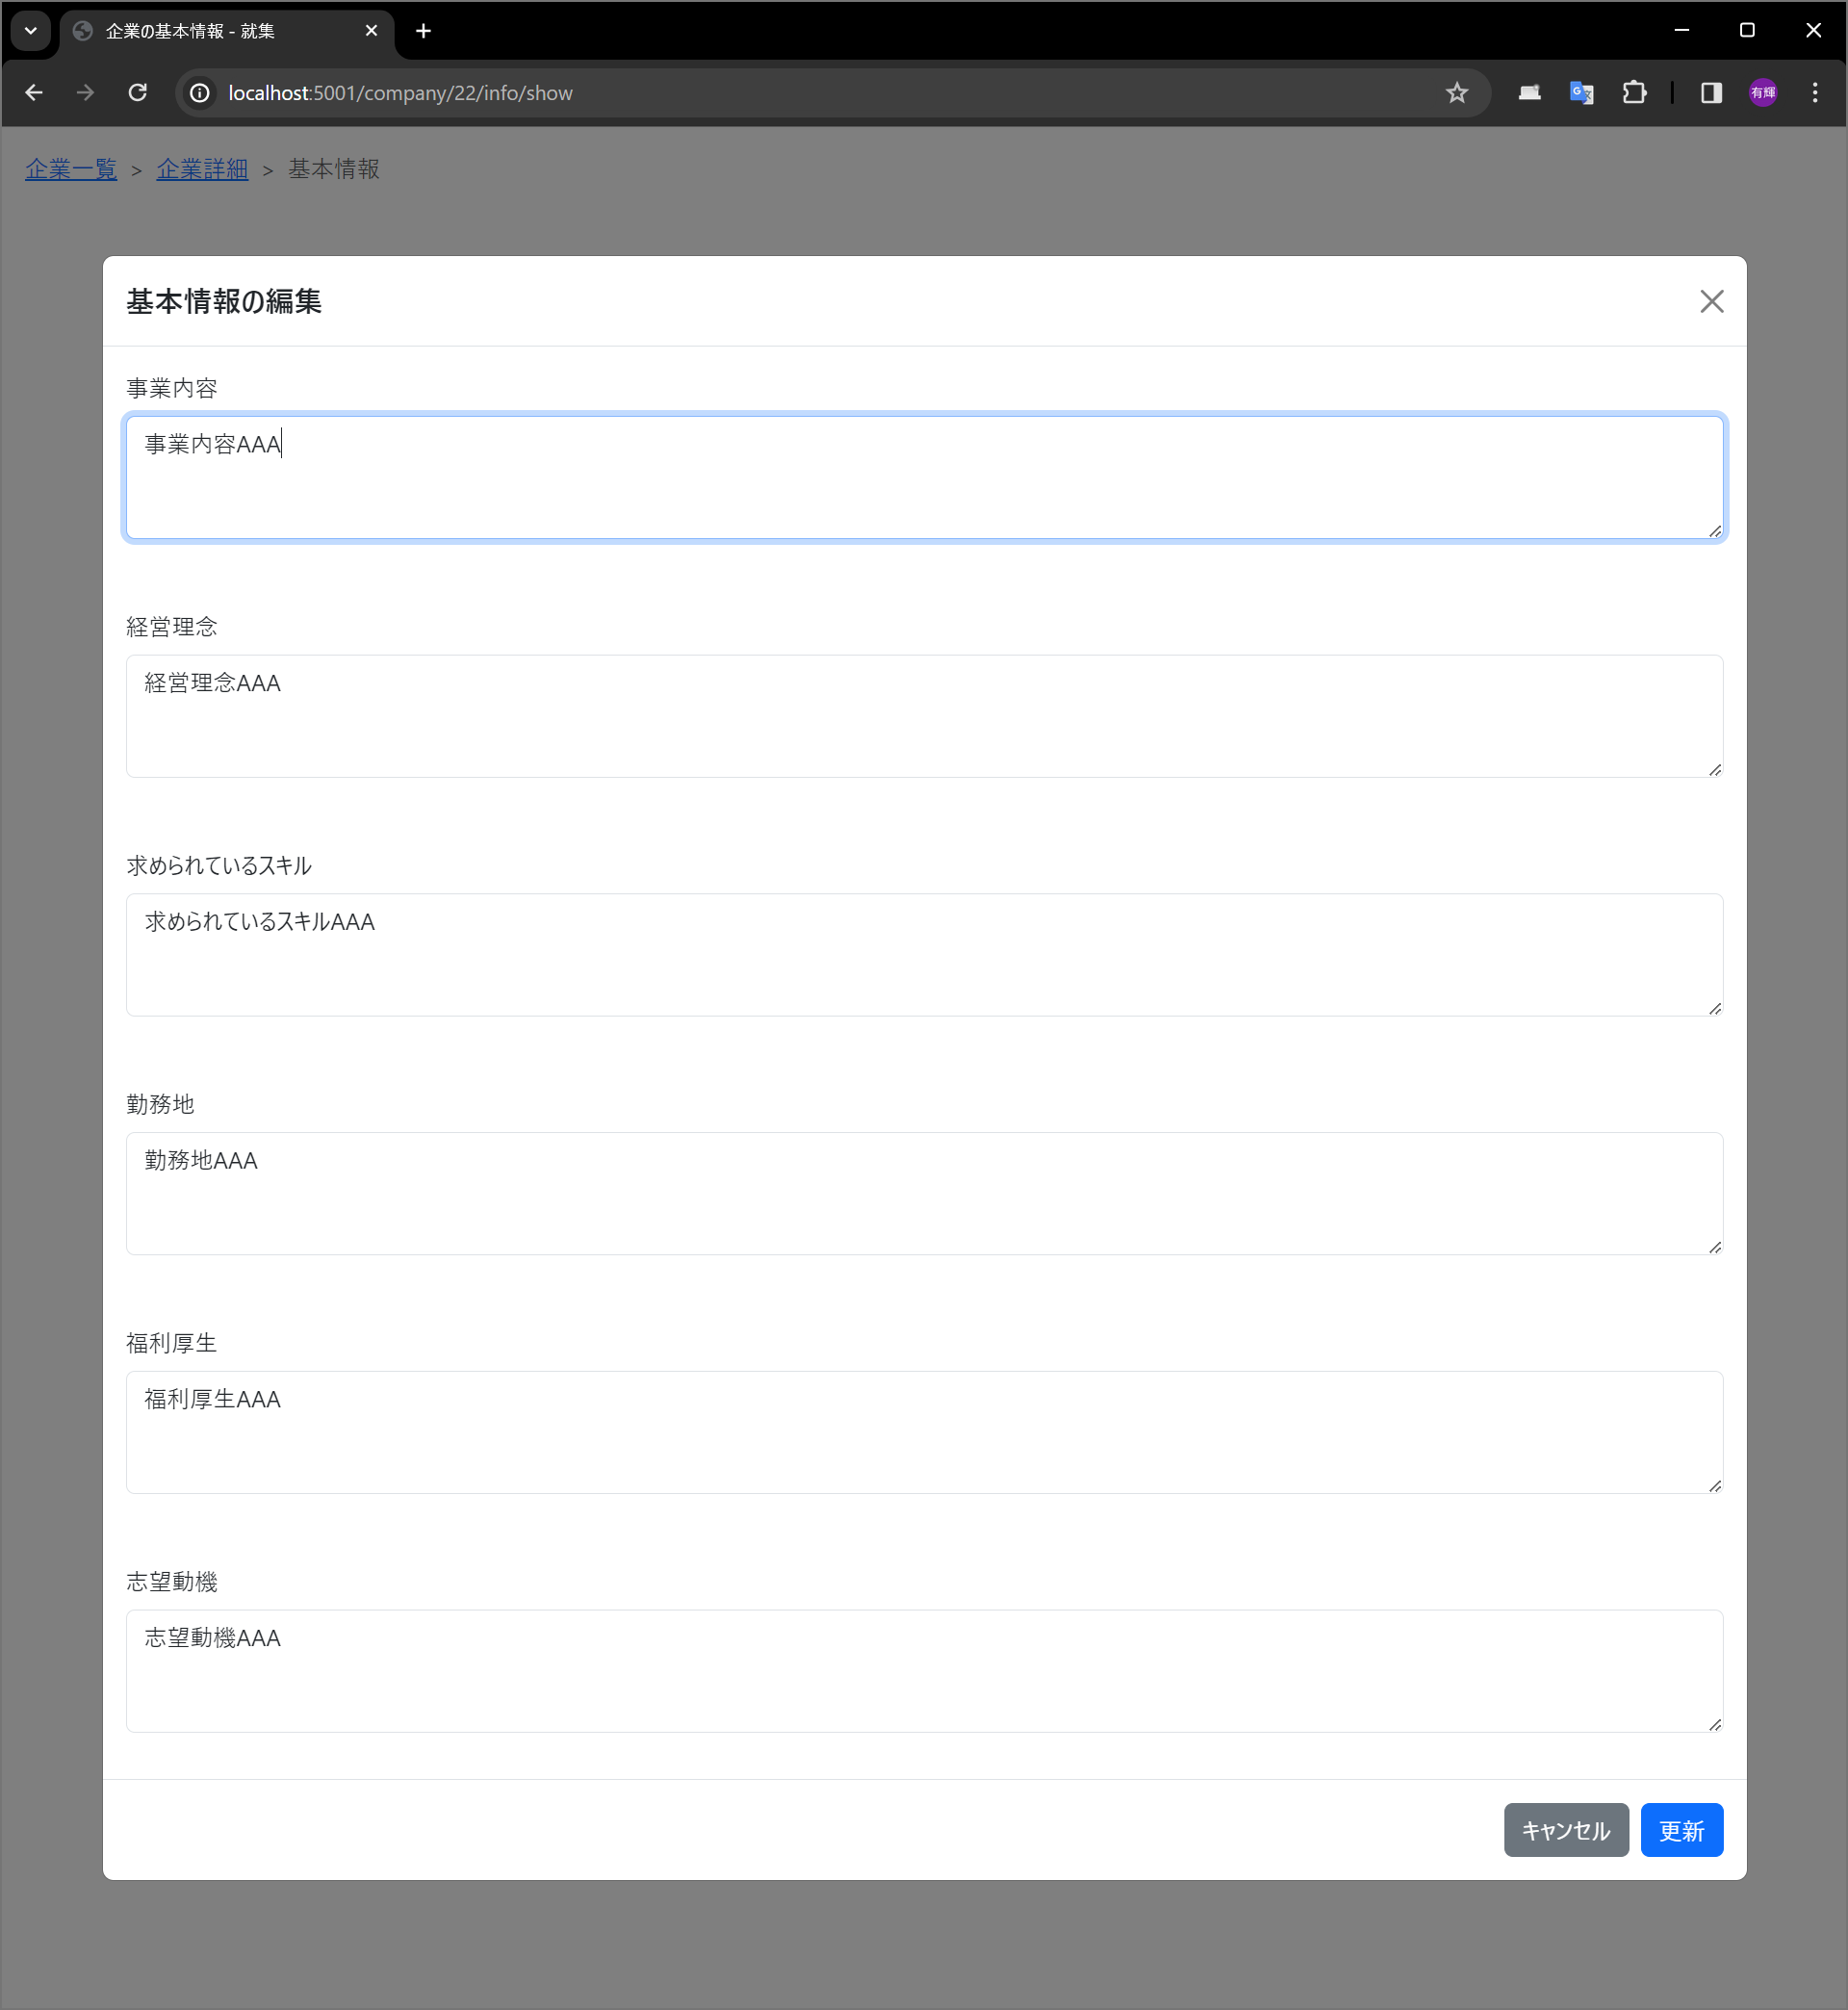 企業の基本情報 - 就集
localhost:5001/company/22/info/show
有輝
企業一覧 > 企業詳細 > 基本情報
基本情報の編集
事業内容
事業内容AAA
経営理念
経営理念AAA
求められているスキル
求められているスキルAAA
勤務地
勤務地AAA
福利厚生
福利厚生AAA
志望動機
志望動機AAA
キャンセル 更新